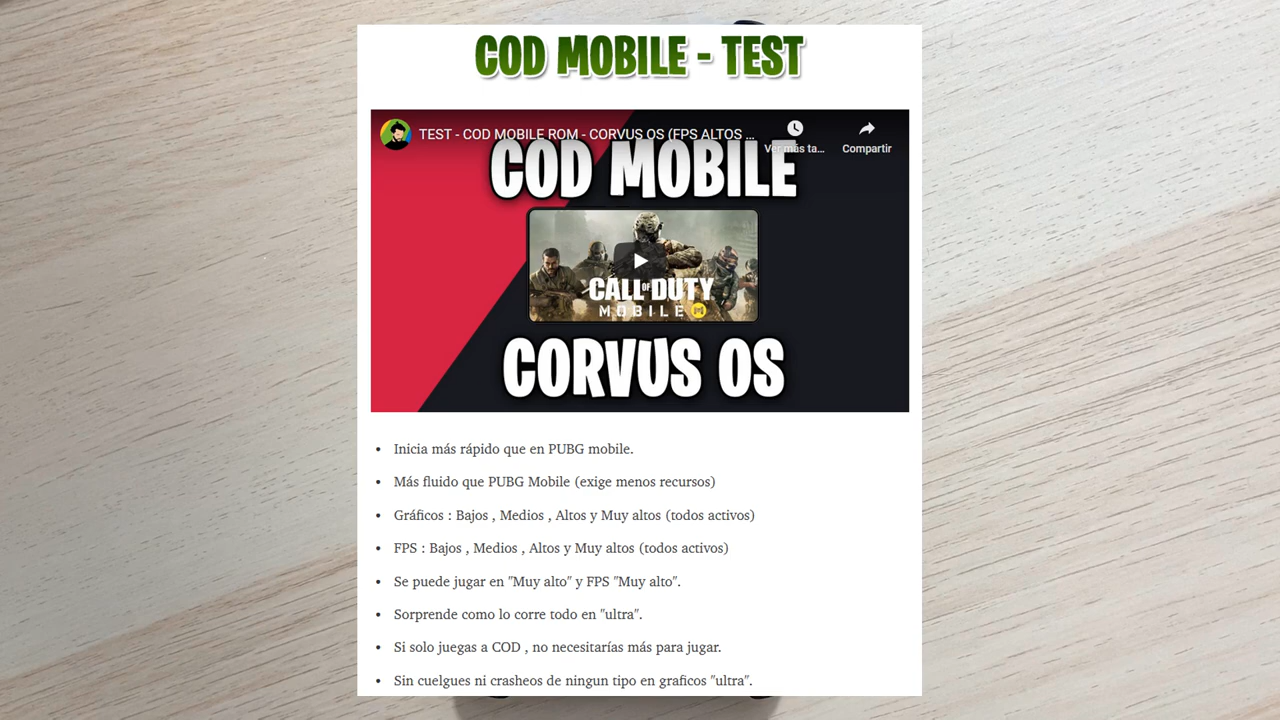 COD MOBILE - TEST
TEST - COD MOBILE ROM - CORVUS OS (FPS ALTOS ...
Ver más ta...
Compartir
COD MOBILE
CALL OF DUTY
MOBILE
CORVUS OS
• Inicia más rápido que en PUBG mobile.
• Más fluido que PUBG Mobile (exige menos recursos)
• Gráficos : Bajos , Medios , Altos y Muy altos (todos activos)
• FPS : Bajos , Medios , Altos y Muy altos (todos activos)
• Se puede jugar en "Muy alto" y FPS "Muy alto".
• Sorprende como lo corre todo en "ultra".
• Si solo juegas a COD , no necesitarías más para jugar.
• Sin cuelgues ni crasheos de ningun tipo en graficos "ultra".